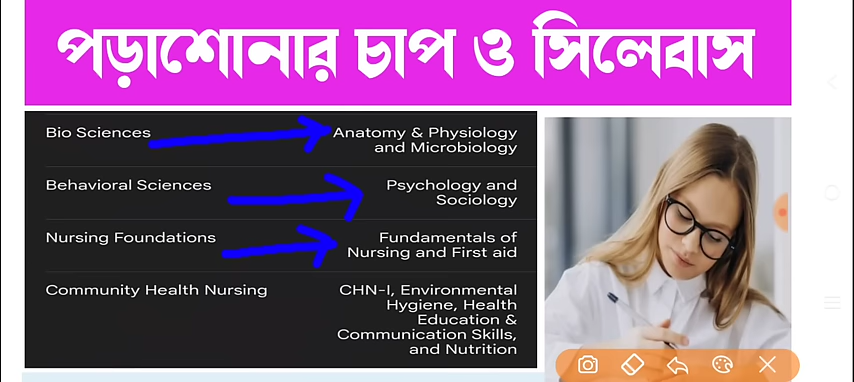 পড়াশোনার চাপ ও সিলেবাস
Bio Sciences
Anatomy & Physiology
and Microbiology
Behavioral Sciences
Psychology and
Sociology
Nursing Foundations
Fundamentals of
Nursing and First aid
Community Health Nursing
CHN-I, Environmental
Hygiene, Health
Education &
Communication Skills,
and Nutrition